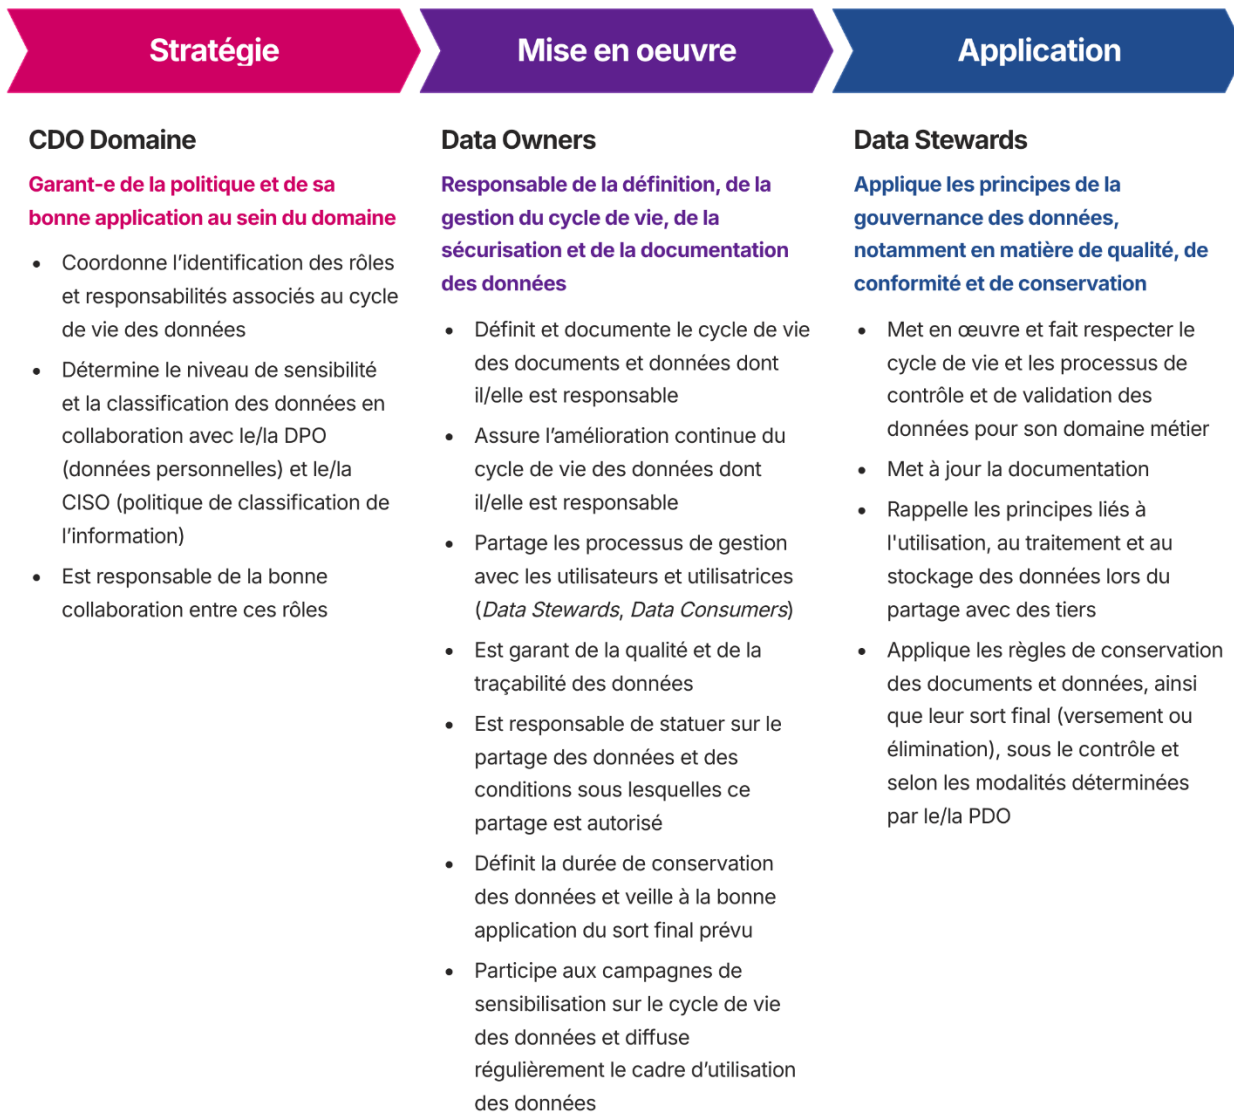 Stratégie
Mise en oeuvre
Application
CDO Domaine
Garant-e de la politique et de sa
bonne application au sein du domaine
• Coordonne l’identification des rôles
et responsabilités associés au cycle
de vie des données
• Détermine le niveau de sensibilité
et la classification des données en
collaboration avec le/la DPO
(données personnelles) et le/la
CISO (politique de classification de
l’information)
• Est responsable de la bonne
collaboration entre ces rôles
Data Owners
Responsable de la définition, de la
gestion du cycle de vie, de la
sécurisation et de la documentation
des données
• Définit et documente le cycle de vie
des documents et données dont
il/elle est responsable
• Assure l’amélioration continue du
cycle de vie des données dont
il/elle est responsable
• Partage les processus de gestion
avec les utilisateurs et utilisatrices
(Data Stewards, Data Consumers)
• Est garant de la qualité et de la
traçabilité des données
• Est responsable de statuer sur le
partage des données et des
conditions sous lesquelles ce
partage est autorisé
• Définit la durée de conservation
des données et veille à la bonne
application du sort final prévu
• Participe aux campagnes de
sensibilisation sur le cycle de vie
des données et diffuse
régulièrement le cadre d’utilisation
des données
Data Stewards
Applique les principes de la
gouvernance des données,
notamment en matière de qualité, de
conformité et de conservation
• Met en œuvre et fait respecter le
cycle de vie et les processus de
contrôle et de validation des
données pour son domaine métier
• Met à jour la documentation
• Rappelle les principes liés à
l'utilisation, au traitement et au
stockage des données lors du
partage avec des tiers
• Applique les règles de conservation
des documents et données, ainsi
que leur sort final (versement ou
élimination), sous le contrôle et
selon les modalités déterminées
par le/la PDO